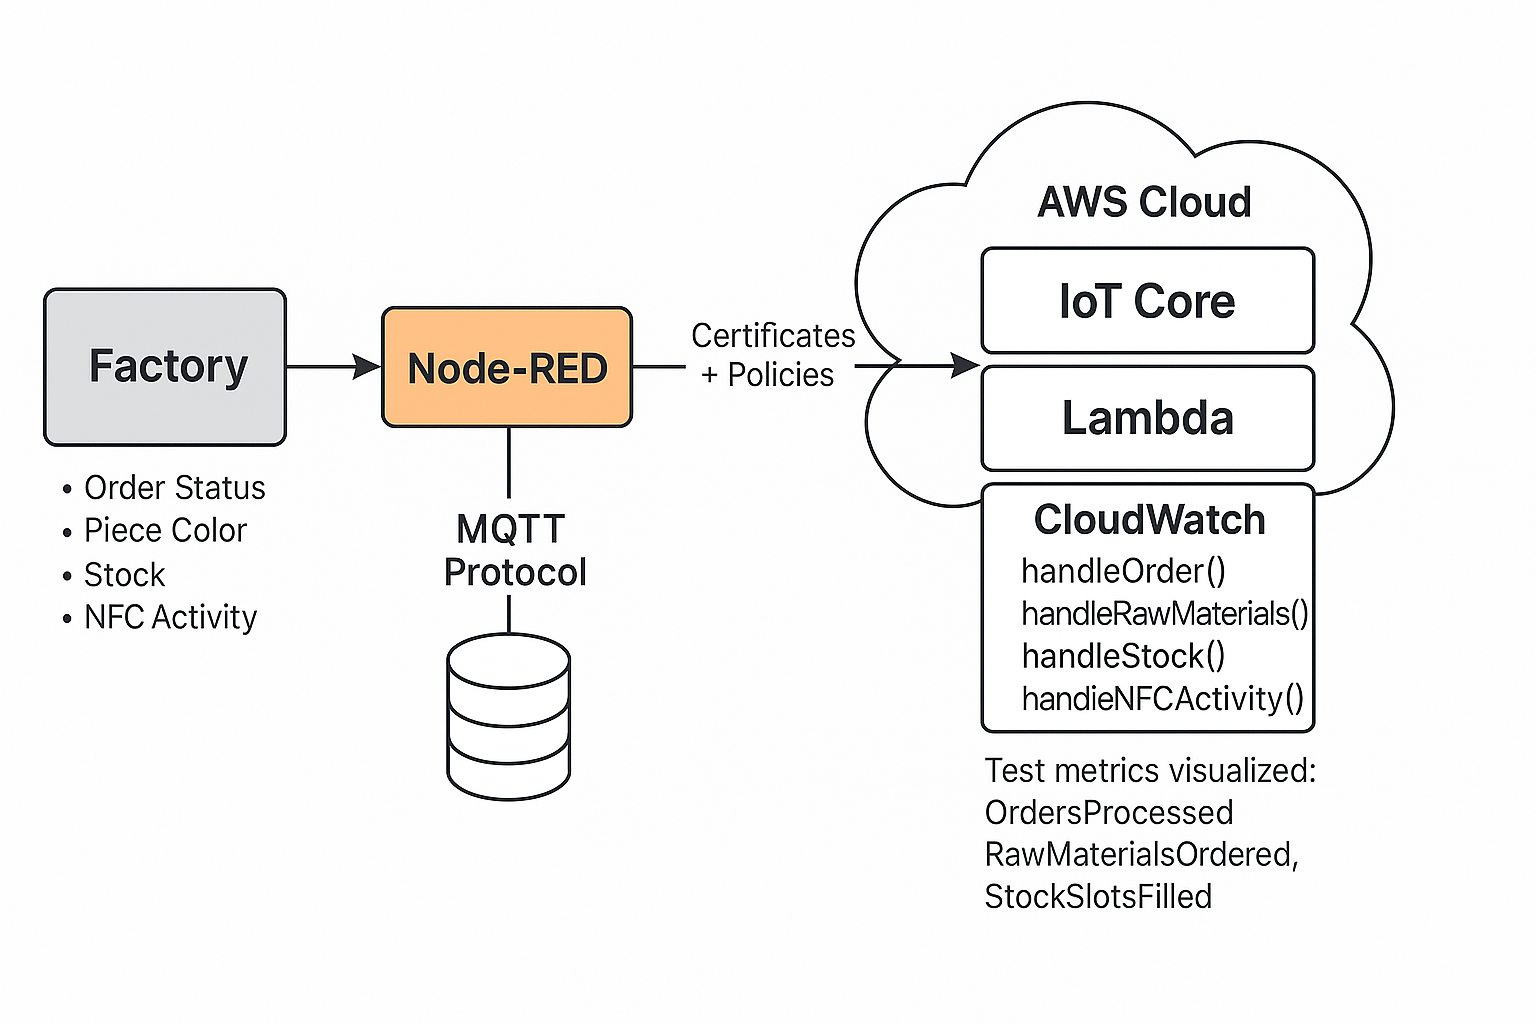 AWS Cloud
IoT Core
Factory
Node-RED
Certificates
+ Policies
Lambda
• Order Status
• Piece Color
• Stock
• NFC Activity
MQTT
Protocol
CloudWatch
handleOrder()
handleRawMaterials()
handleStock()
handieNFCActivity()
Test metrics visualized:
OrdersProcessed
RawMaterialsOrdered,
StockSlotsFilled